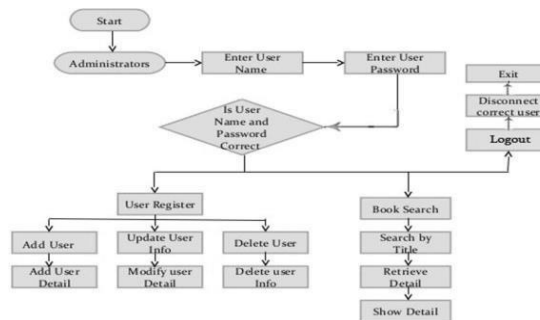 Start
Administrators
Enter User
Name
Enter User
Password
Exit
Disconnect
correct user
Logout
Is User
Name and
Password
Correct
User Register
Book Search
Add User
Update User
Info
Delete User
Search by
Title
Add User
Detail
Modify user
Detail
Delete user
Info
Retrieve
Detail
Show Detail